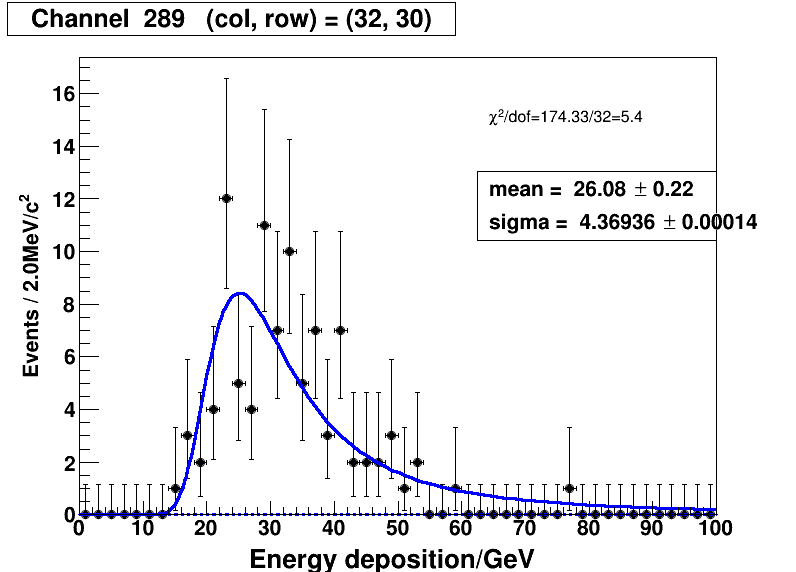 Channel  289   (col, row) = (32, 30)
χ²/dof=174.33/32=5.4
mean =  26.08 ± 0.22
sigma =  4.36936 ± 0.00014
Events / 2.0MeV/c²
16
14
12
10
8
6
4
2
0
0 10 20 30 40 50 60 70 80 90 100
Energy deposition/GeV